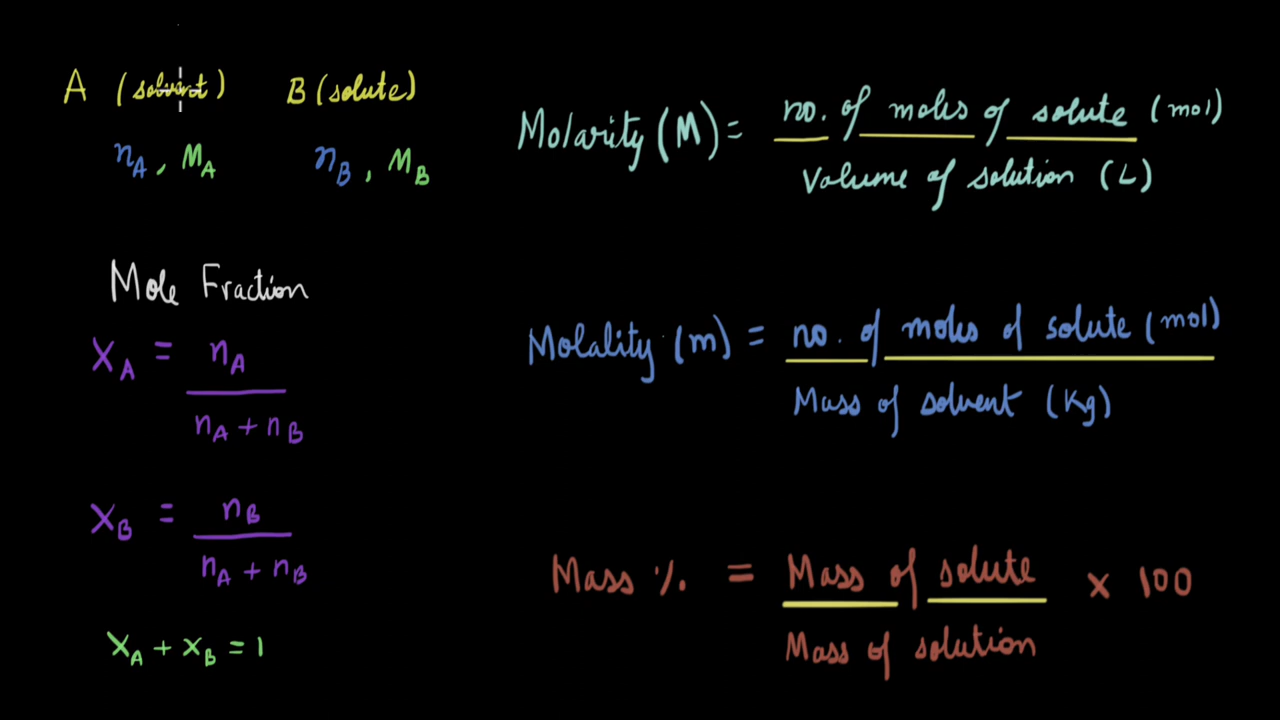 A (solvent) B (solute)
nA, MA nB, MB
Mole Fraction
xA = nA
nA + nB
xB = nB
nA + nB
xA + xB = 1
Molarity (M) = no. of moles of solute (mol)
Volume of solution (L)
Molality (m) = no. of moles of solute (mol)
Mass of solvent (Kg)
Mass % = Mass of solute x 100
Mass of solution